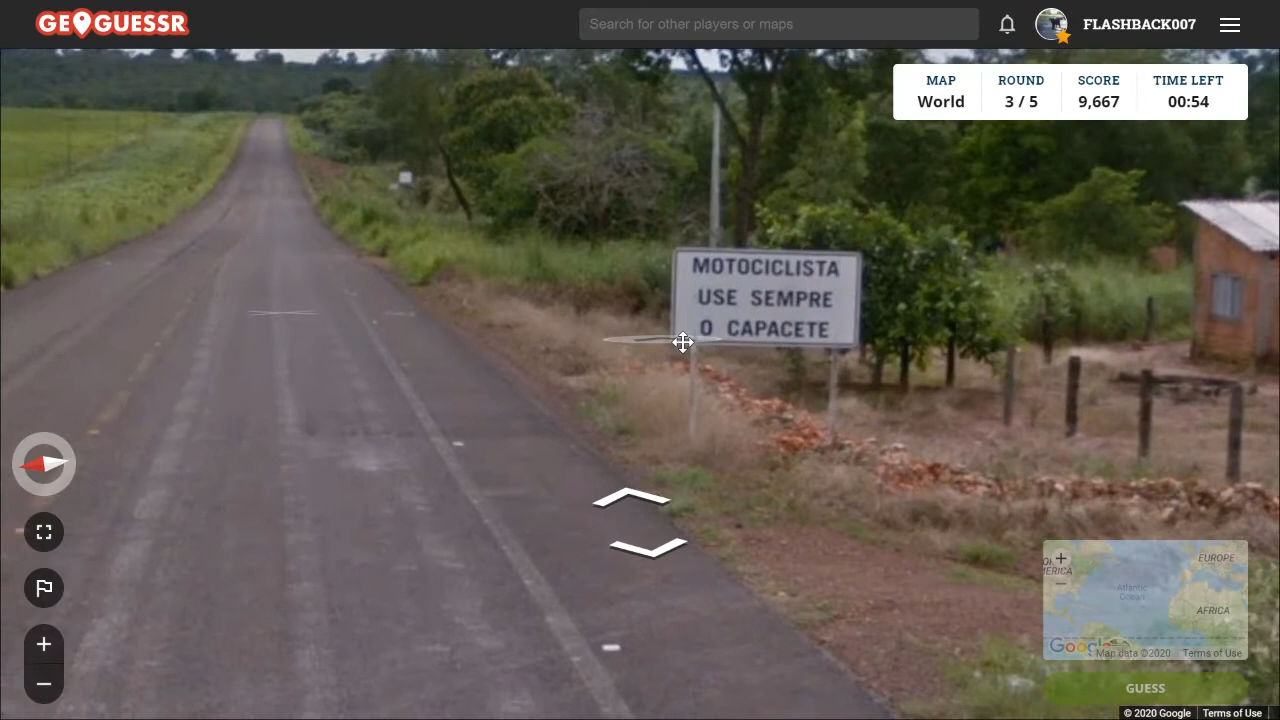 GEOGUESSR
Search for other players or maps
FLASHBACK007
MAP ROUND SCORE TIME LEFT
World 3 / 5 9,667 00:54
MOTOCICLISTA
USE SEMPRE
O CAPACETE
EUROPE
Atlantic
Ocean
AFRICA
Google Map data ©2020 Terms of Use
GUESS
© 2020 Google Terms of Use